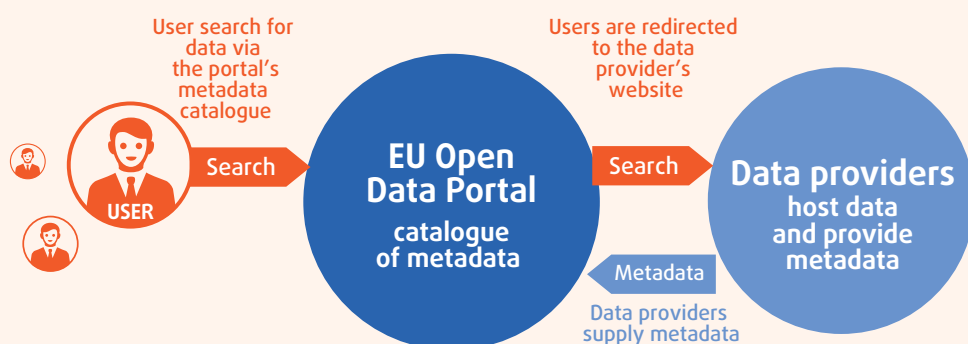 User search for
data via
the portal's
metadata
catalogue
USER
Search
EU Open
Data Portal
catalogue
of metadata
Users are redirected
to the data
provider's
website
Search
Metadata
Data providers
supply metadata
Data providers
host data
and provide
metadata